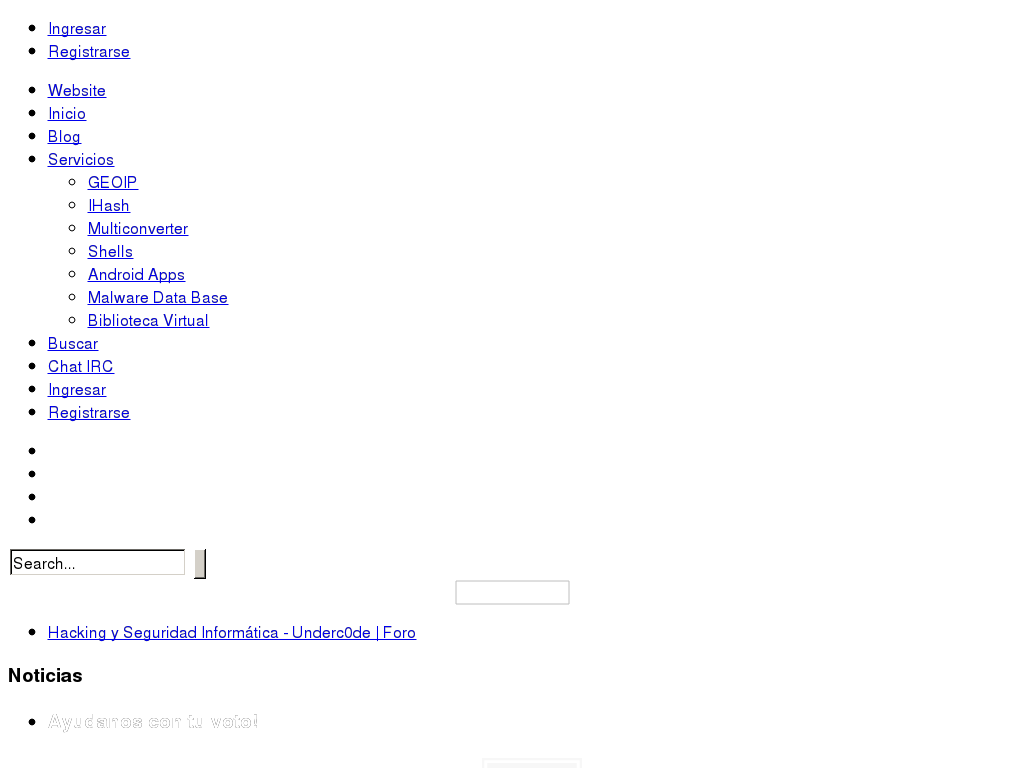 Ingresar
Registrarse
Website
Inicio
Blog
Servicios
GEOIP
IHash
Multiconverter
Shells
Android Apps
Malware Data Base
Biblioteca Virtual
Buscar
Chat IRC
Ingresar
Registrarse
Search...
Hacking y Seguridad Informática - Underc0de | Foro
Noticias
Ayudanos con tu voto!